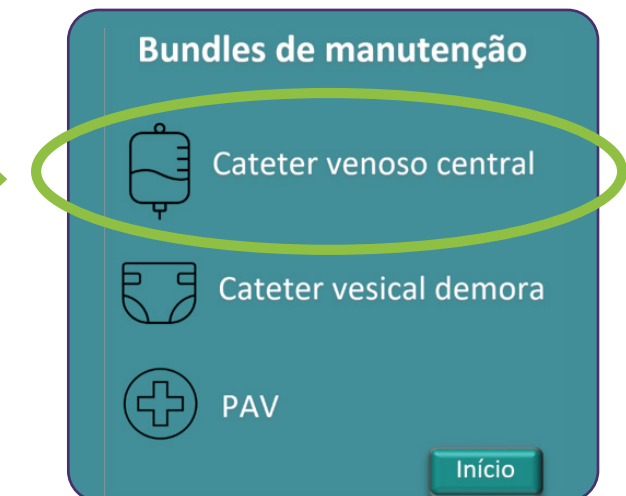 Bundles de manutenção
Cateter venoso central
Cateter vesical demora
PAV
Início